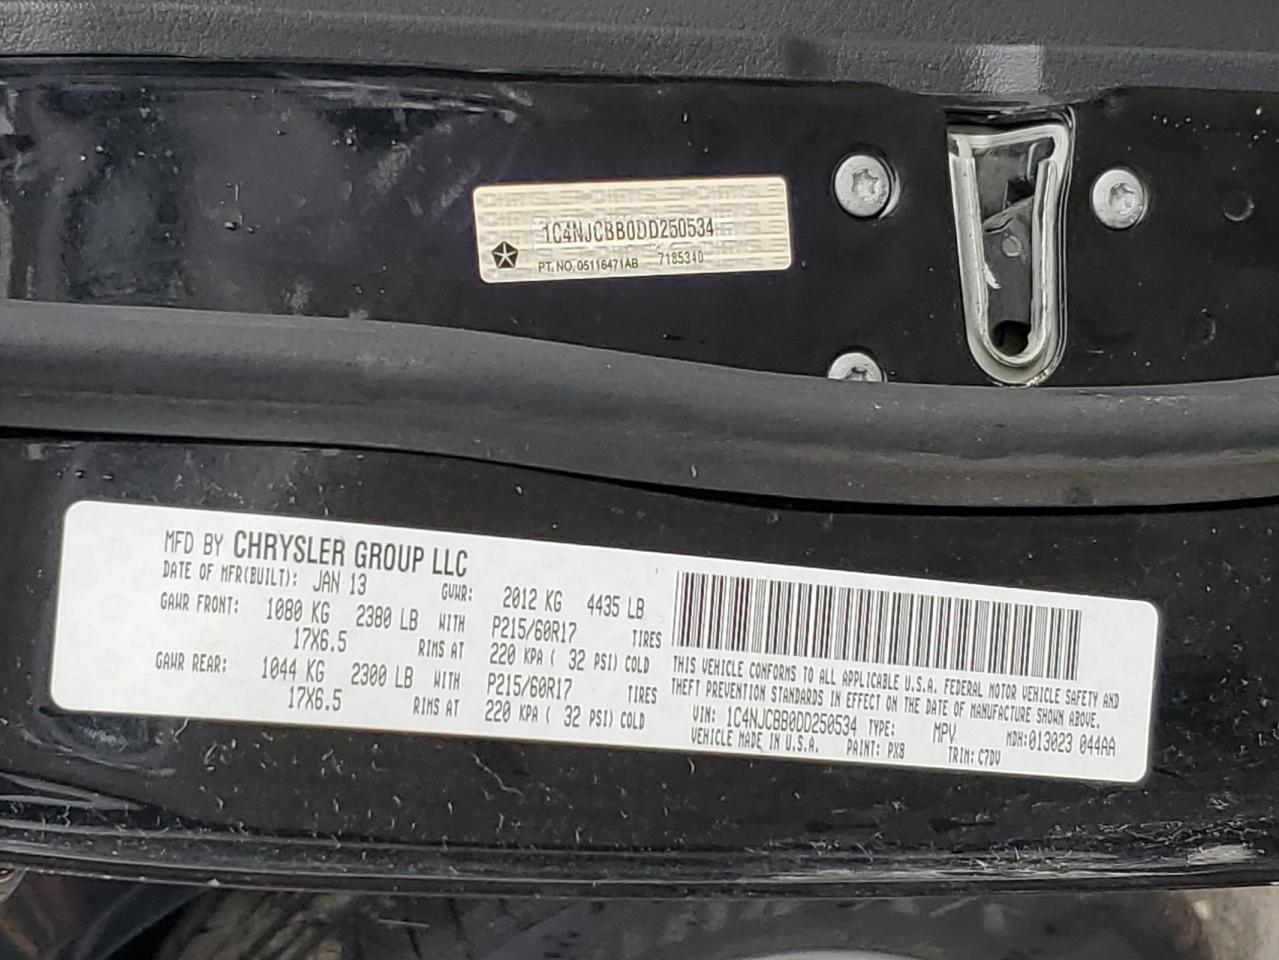 1C4NJCBB0DD250534
PT. NO. 05116471AB 7185340
MFD BY CHRYSLER GROUP LLC
DATE OF MFR(BUILT): JAN 13 GVWR: 2012 KG 4435 LB
GAWR FRONT: 1080 KG 2380 LB WITH P215/60R17 TIRES
17X6.5 RIMS AT 220 KPA ( 32 PSI) COLD
GAWR REAR: 1044 KG 2300 LB WITH P215/60R17 TIRES
17X6.5 RIMS AT 220 KPA ( 32 PSI) COLD
THIS VEHICLE CONFORMS TO ALL APPLICABLE U.S.A. FEDERAL MOTOR VEHICLE SAFETY AND
THEFT PREVENTION STANDARDS IN EFFECT ON THE DATE OF MANUFACTURE SHOWN ABOVE.
VIN: 1C4NJCBB0DD250534 TYPE: MPV MDH:013023 044AA
VEHICLE MADE IN U.S.A. PAINT: PX8 TRIM: C7DV